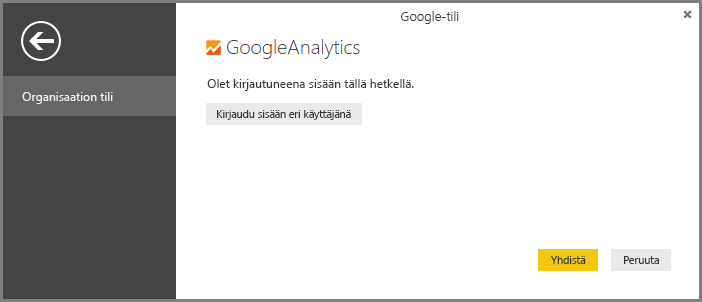 Google-tili
GoogleAnalytics
Organisaation tili
Olet kirjautuneena sisään tällä hetkellä.
Kirjaudu sisään eri käyttäjänä
Yhdistä
Peruuta